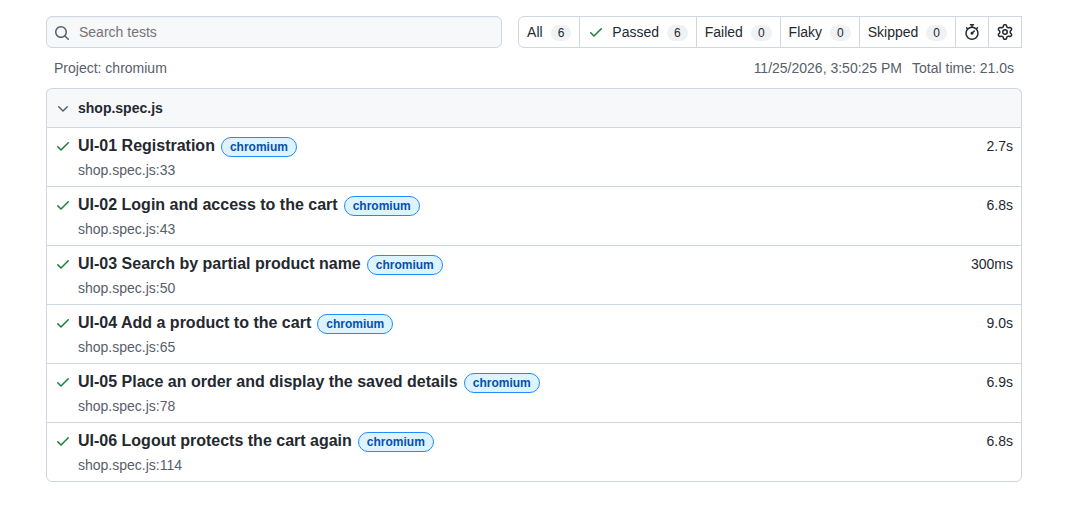 Search tests
All 6 Passed 6 Failed 0 Flaky 0 Skipped 0
Project: chromium 11/25/2026, 3:50:25 PM Total time: 21.0s
shop.spec.js
UI-01 Registration chromium 2.7s
shop.spec.js:33
UI-02 Login and access to the cart chromium 6.8s
shop.spec.js:43
UI-03 Search by partial product name chromium 300ms
shop.spec.js:50
UI-04 Add a product to the cart chromium 9.0s
shop.spec.js:65
UI-05 Place an order and display the saved details chromium 6.9s
shop.spec.js:78
UI-06 Logout protects the cart again chromium 6.8s
shop.spec.js:114